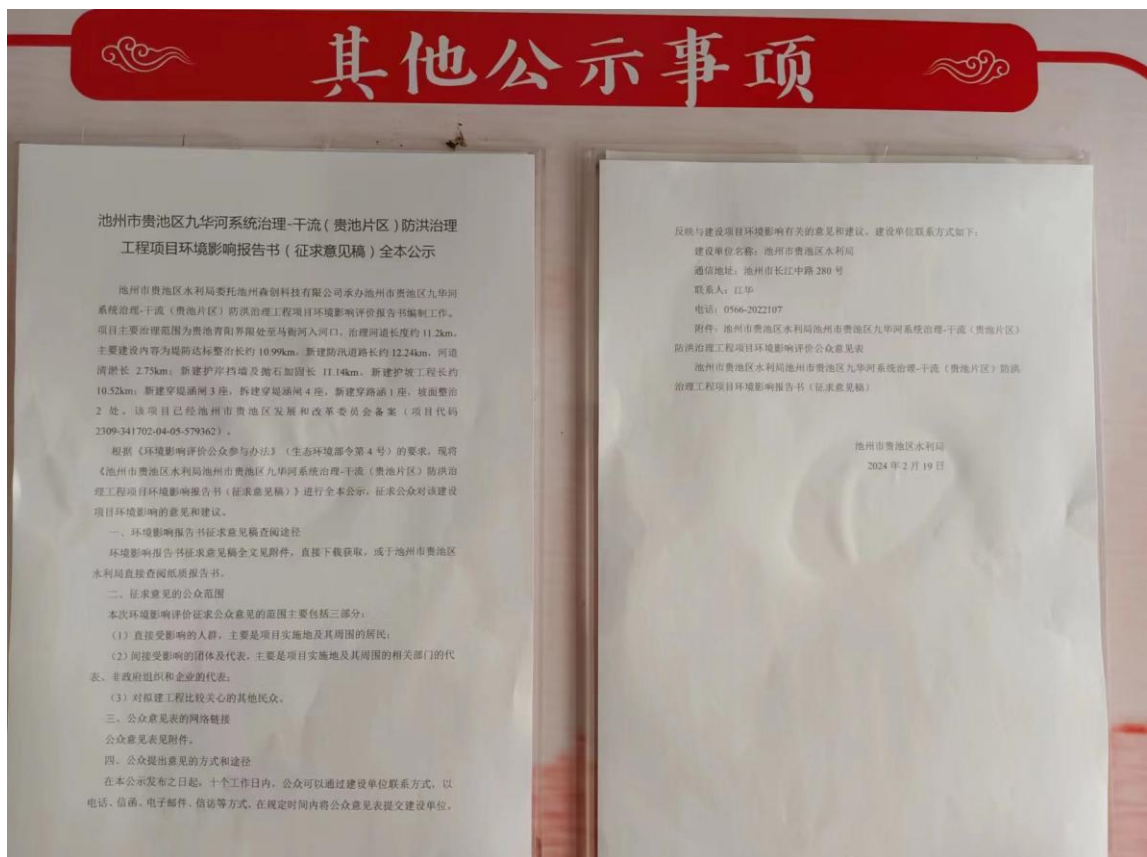 其他公示事项
池州市贵池区九华河系统治理-干流（贵池片区）防洪治理
工程项目环境影响报告书（征求意见稿）全本公示
池州市贵池区水利局委托池州森创科技有限公司承办池州市贵池区九华河
系统治理-干流（贵池片区）防洪治理工程项目环境影响评价报告书编制工作。
项目主要治理范围为贵池青阳界限处至马衙河入河口，治理河道长度约 11.2km，
主要建设内容为堤防达标整治长约 10.99km，新建防汛道路长约 12.24km，河道
清淤长 2.75km；新建护岸挡墙及抛石加固长 11.14km，新建护坡工程长约
10.52km；新建穿堤涵闸 3 座，拆建穿堤涵闸 4 座，新建穿路涵 1 座，坡面整治
2 处。该项目已经池州市贵池区发展和改革委员会备案（项目代码
2309-341702-04-05-579362）。
根据《环境影响评价公众参与办法》（生态环境部令第 4 号）的要求，现将
《池州市贵池区水利局池州市贵池区九华河系统治理-干流（贵池片区）防洪治
理工程项目环境影响报告书（征求意见稿）》进行全本公示，征求公众对该建设
项目环境影响的意见和建议。
一、环境影响报告书征求意见稿查阅途径
环境影响报告书征求意见稿全文见附件，直接下载获取，或于池州市贵池区
水利局直接查阅纸质报告书。
二、征求意见的公众范围
本次环境影响评价征求公众意见的范围主要包括三部分：
（1）直接受影响的人群，主要是项目实施地及其周围的居民；
（2）间接受影响的团体及代表，主要是项目实施地及其周围的相关部门的代
表、非政府组织和企业的代表；
（3）对拟建工程比较关心的其他民众。
三、公众意见表的网络链接
公众意见表见附件。
四、公众提出意见的方式和途径
在本公示发布之日起，十个工作日内，公众可以通过建设单位联系方式，以
电话、信函、电子邮件、信访等方式，在规定时间内将公众意见表提交建设单位，
反映与建设项目环境影响有关的意见和建议。建设单位联系方式如下：
建设单位名称：池州市贵池区水利局
通信地址：池州市长江中路 280 号
联系人：江华
电话：0566-2022107
附件：池州市贵池区水利局池州市贵池区九华河系统治理-干流（贵池片区）
防洪治理工程项目环境影响评价公众意见表
池州市贵池区水利局池州市贵池区九华河系统治理-干流（贵池片区）防洪
治理工程项目环境影响报告书（征求意见稿）
池州市贵池区水利局
2024 年 2 月 19 日